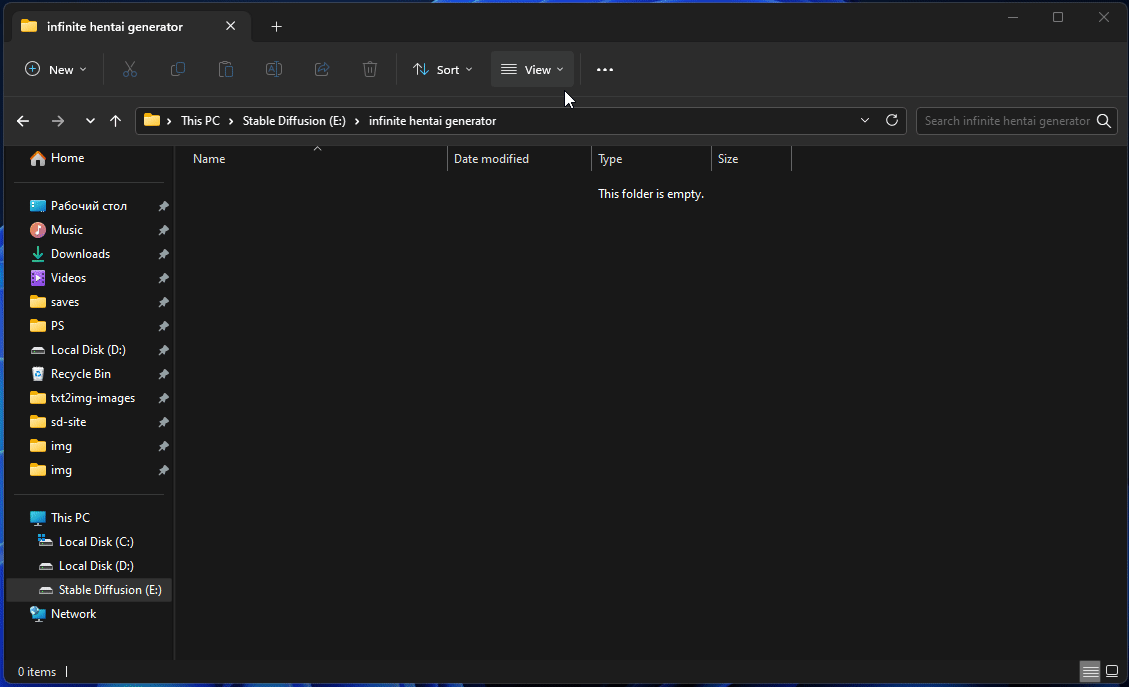 infinite hentai generator
New
Sort
View
This PC
Stable Diffusion (E:)
infinite hentai generator
Search infinite hentai generator
Home
Name
Date modified
Type
Size
This folder is empty.
Рабочий стол
Music
Downloads
Videos
saves
PS
Local Disk (D:)
Recycle Bin
txt2img-images
sd-site
img
img
This PC
Local Disk (C:)
Local Disk (D:)
Stable Diffusion (E:)
Network
0 items